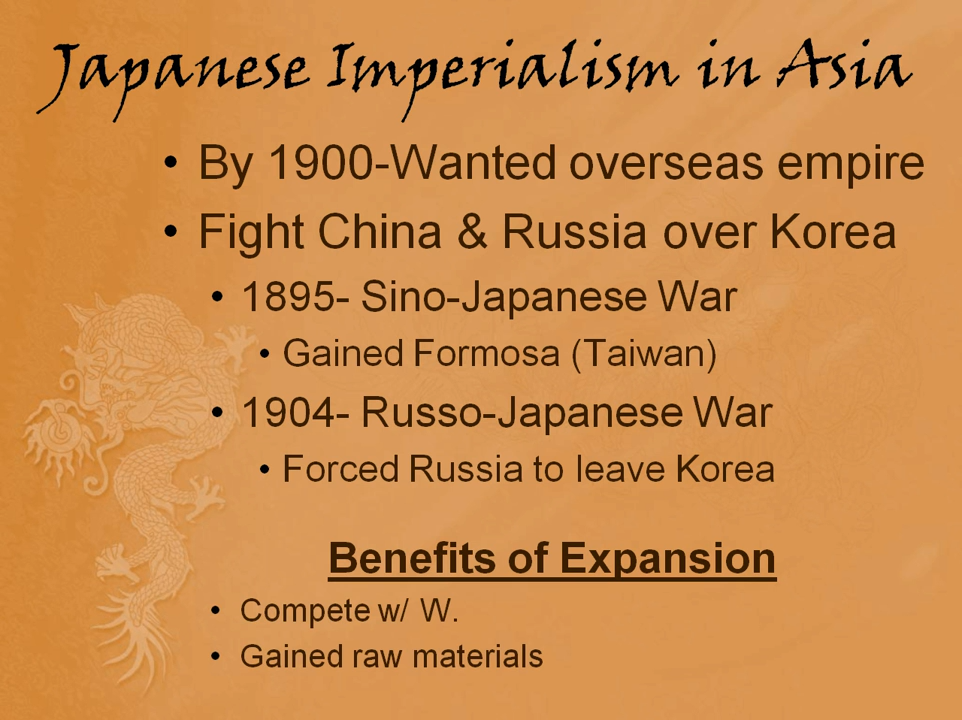 Japanese Imperialism in Asia
• By 1900-Wanted overseas empire
• Fight China & Russia over Korea
• 1895- Sino-Japanese War
• Gained Formosa (Taiwan)
• 1904- Russo-Japanese War
• Forced Russia to leave Korea
Benefits of Expansion
• Compete w/ W.
• Gained raw materials